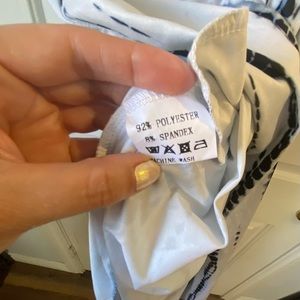 92% POLYESTER
8% SPANDEX
MACHINE WASH